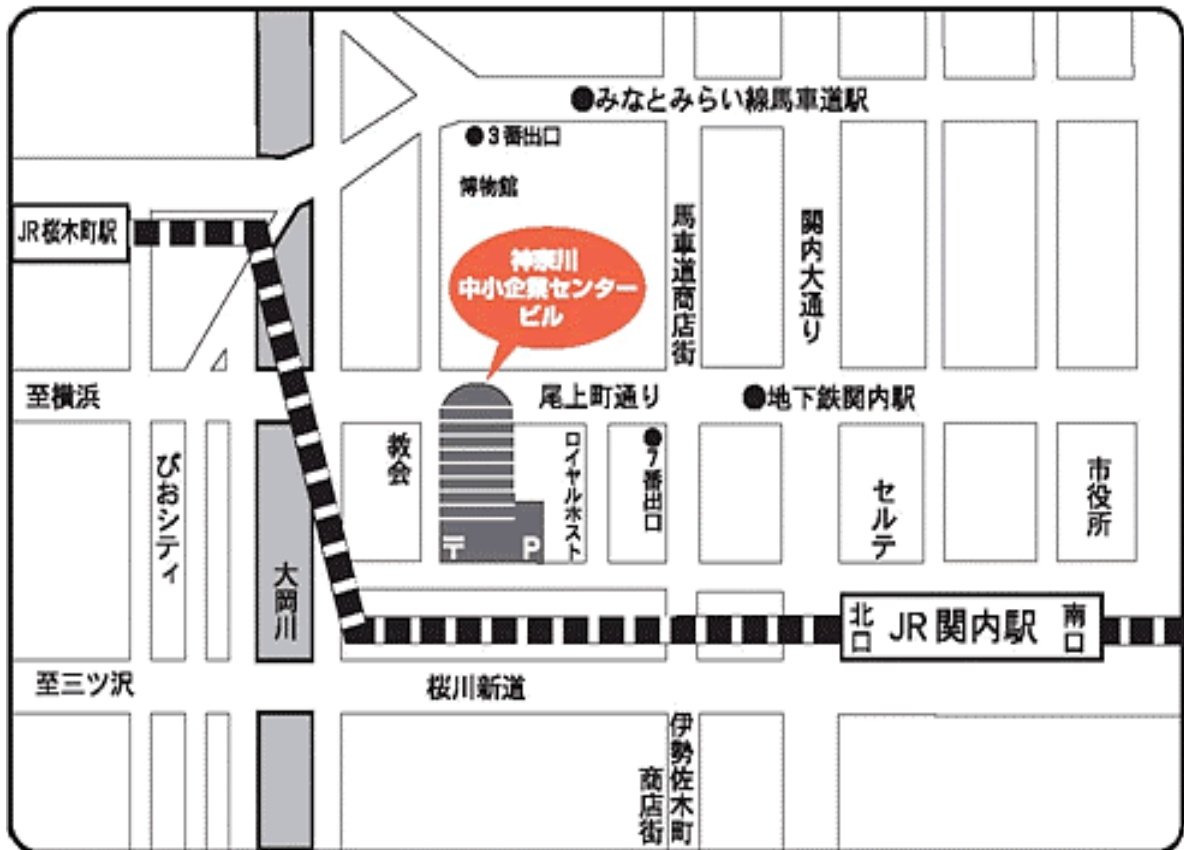 ●みなとみらい線馬車道駅
●3番出口
博物館
JR桜木町駅
神奈川
中小企業センター
ビル
馬車道商店街
関内大通り
至横浜
尾上町通り
●地下鉄関内駅
ぴおシティ
教会
ロイヤルホスト
●7番出口
セルテ
市役所
〒
P
大岡川
北口
JR関内駅
南口
至三ツ沢
桜川新道
伊勢佐木町
商店街